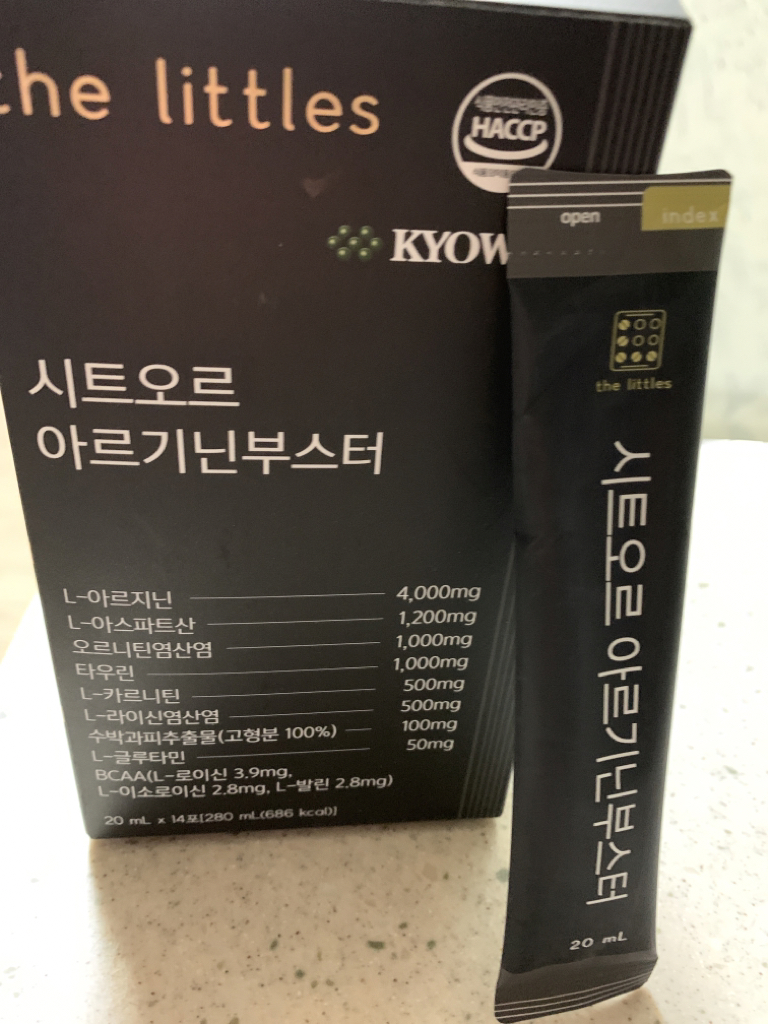 the littles
HACCP
KYOW
시트오르
아르기닌부스터
L-아르지닌 4,000mg
L-아스파트산 1,200mg
오르니틴염산염 1,000mg
타우린 1,000mg
L-카르니틴 500mg
L-라이신염산염 500mg
수박과피추출물(고형분 100%) 100mg
L-글루타민 50mg
BCAA(L-로이신 3.9mg,
L-이소로이신 2.8mg, L-발린 2.8mg)
20 mL x 14포[280 mL(686 kcal)]
open
index
the littles
시트오르 아르기닌부스터
20 mL